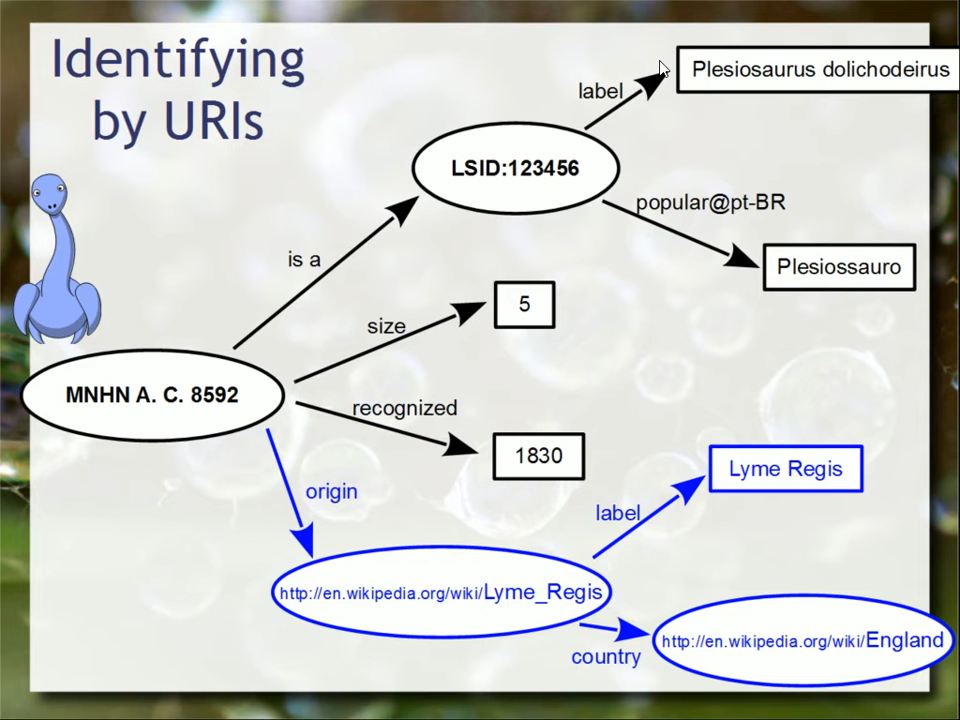 Identifying
by URIs
Plesiosaurus dolichodeirus
label
LSID:123456
popular@pt-BR
Plesiossauro
is a
5
size
MNHN A. C. 8592
recognized
1830
Lyme Regis
origin
label
http://en.wikipedia.org/wiki/Lyme_Regis
http://en.wikipedia.org/wiki/England
country